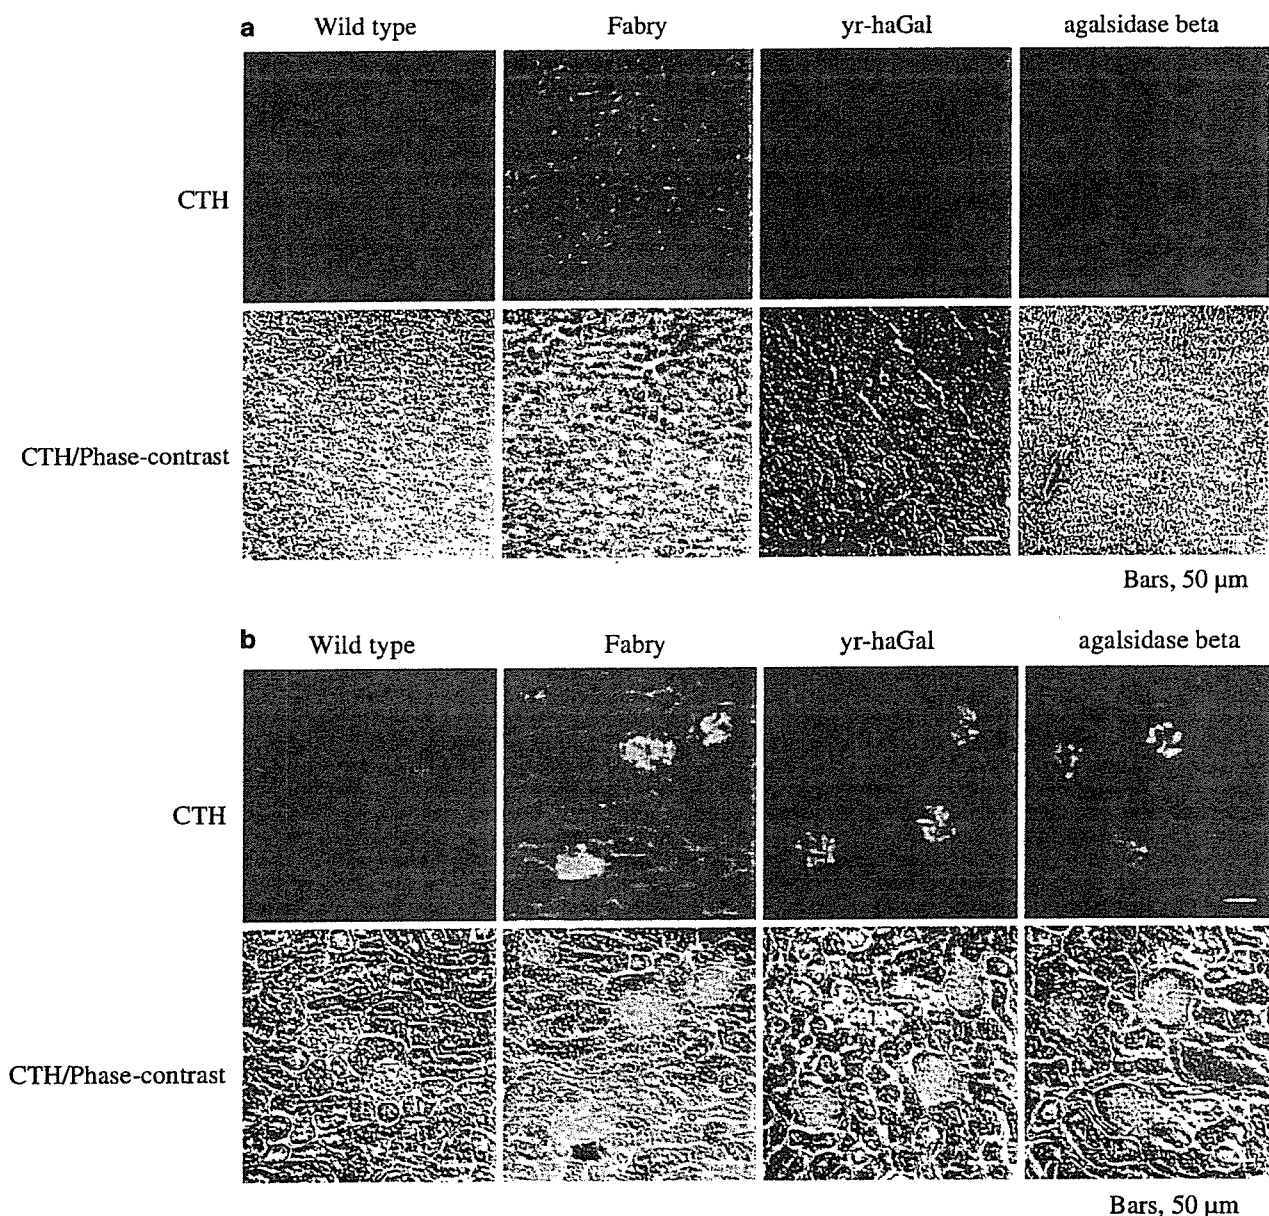 a Wild type Fabry yr-haGal agalsidase beta
CTH
CTH/Phase-contrast
Bars, 50 µm
b Wild type Fabry yr-haGal agalsidase beta
CTH
CTH/Phase-contrast
Bars, 50 µm